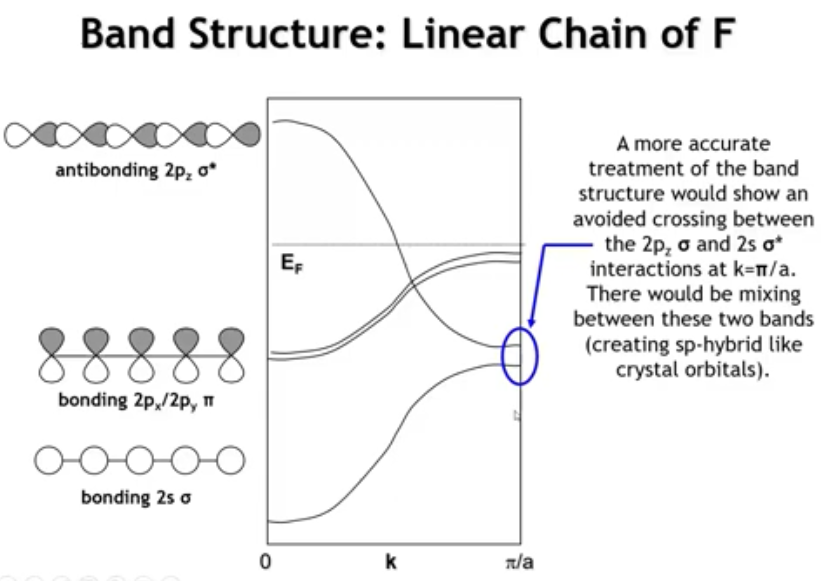 Band Structure: Linear Chain of F
antibonding 2pz σ*
bonding 2px/2py π
bonding 2s σ
EF
0
k
π/a
A more accurate
treatment of the band
structure would show an
avoided crossing between
the 2pz σ and 2s σ*
interactions at k=π/a.
There would be mixing
between these two bands
(creating sp-hybrid like
crystal orbitals).